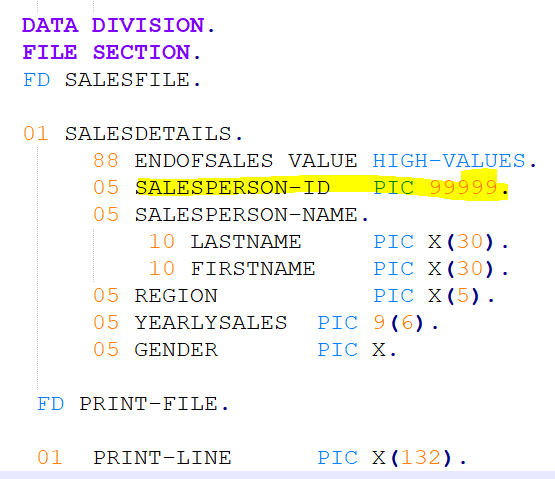 DATA DIVISION.
FILE SECTION.
FD SALESFILE.
01 SALESDETAILS.
88 ENDOFSALES VALUE HIGH-VALUES.
05 SALESPERSON-ID PIC 99999.
05 SALESPERSON-NAME.
10 LASTNAME PIC X(30).
10 FIRSTNAME PIC X(30).
05 REGION PIC X(5).
05 YEARLYSALES PIC 9(6).
05 GENDER PIC X.
FD PRINT-FILE.
01 PRINT-LINE PIC X(132).